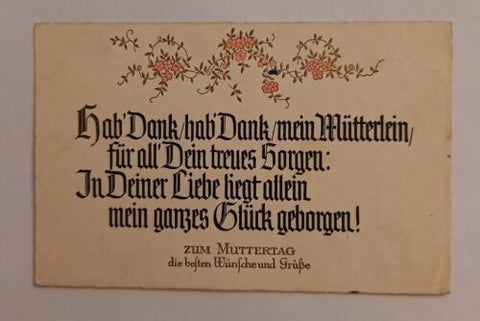 Hab' Dank/hab' Dank/mein Mütterlein/
für all' Dein treues Sorgen:
In Deiner Liebe liegt allein
mein ganzes Glück geborgen!
ZUM MUTTERTAG
die beſten Wünſche und Grüße